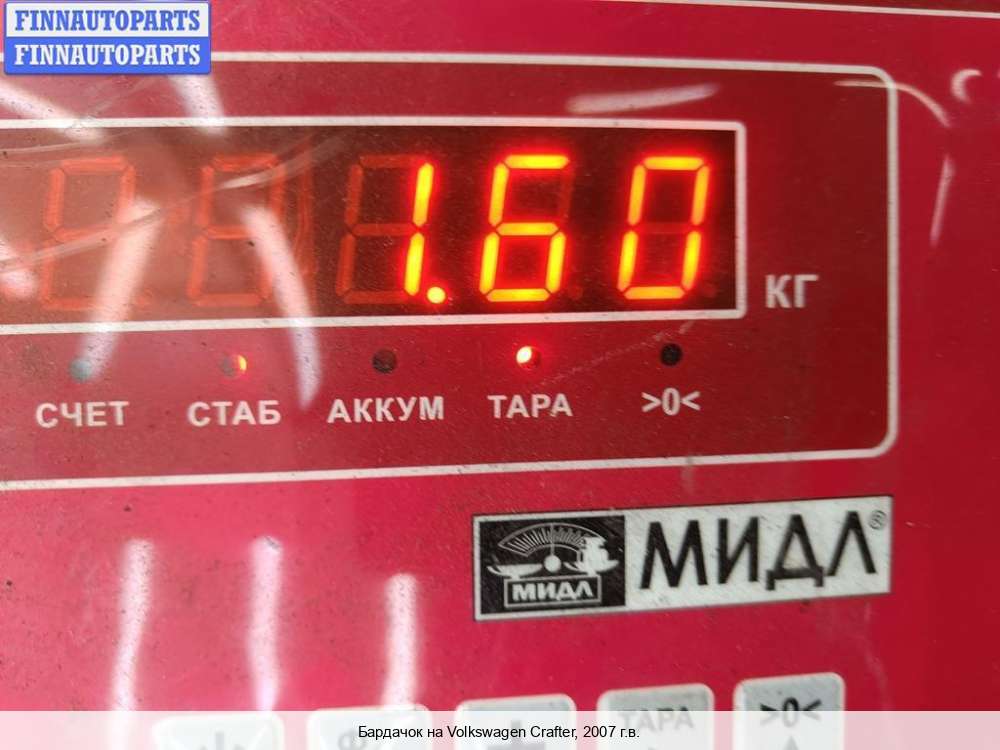 FINNAUTOPARTS
FINNAUTOPARTS
1.60
КГ
СЧЕТ СТАБ АККУМ ТАРА >0<
МИДЛ МИДЛ®
ТАРА >0<
Бардачок на Volkswagen Crafter, 2007 г.в.